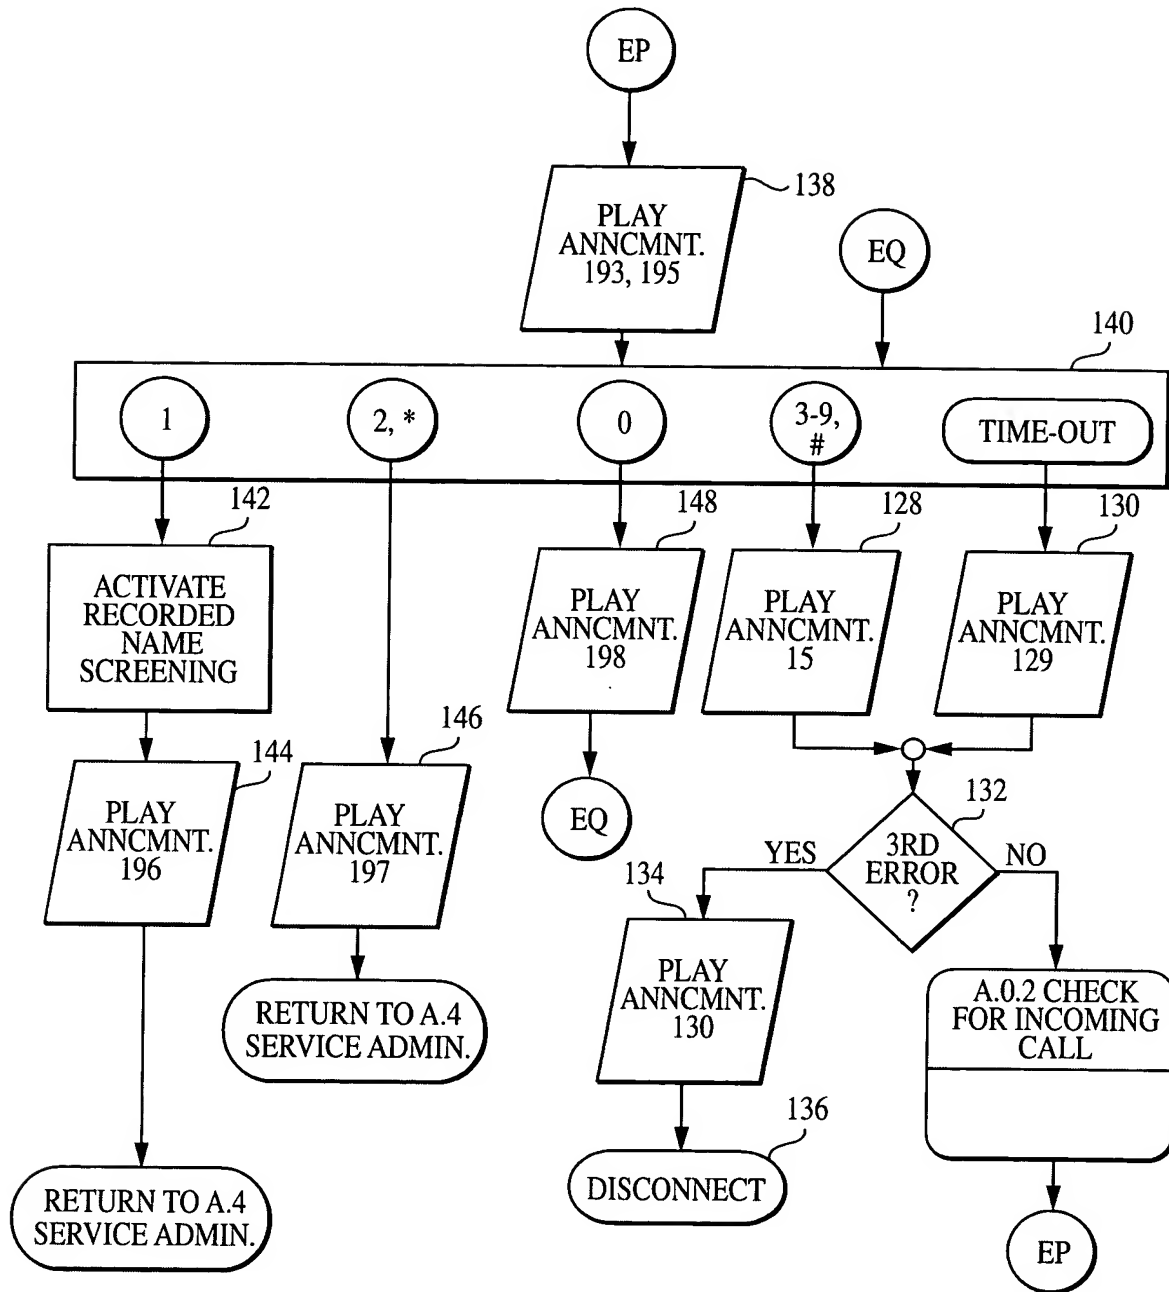 EP
138
PLAY
ANNCMNT.
193, 195
EQ
140
1
2, *
0
3-9,
#
TIME-OUT
142
148
128
130
ACTIVATE
RECORDED
NAME
SCREENING
PLAY
ANNCMNT.
198
PLAY
ANNCMNT.
15
PLAY
ANNCMNT.
129
144
PLAY
ANNCMNT.
196
146
PLAY
ANNCMNT.
197
EQ
132
3RD
ERROR
?
YES
NO
134
PLAY
ANNCMNT.
130
A.0.2 CHECK
FOR INCOMING
CALL
RETURN TO A.4
SERVICE ADMIN.
136
DISCONNECT
RETURN TO A.4
SERVICE ADMIN.
EP